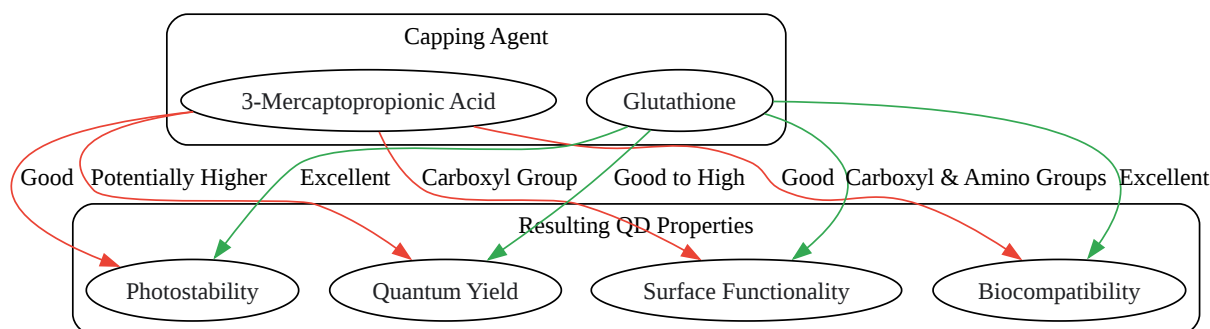 Capping Agent
3-Mercaptopropionic Acid
Glutathione
Good
Potentially Higher
Excellent
Carboxyl Group
Good to High
Good
Carboxyl & Amino Groups
Excellent
Resulting QD Properties
Photostability
Quantum Yield
Surface Functionality
Biocompatibility